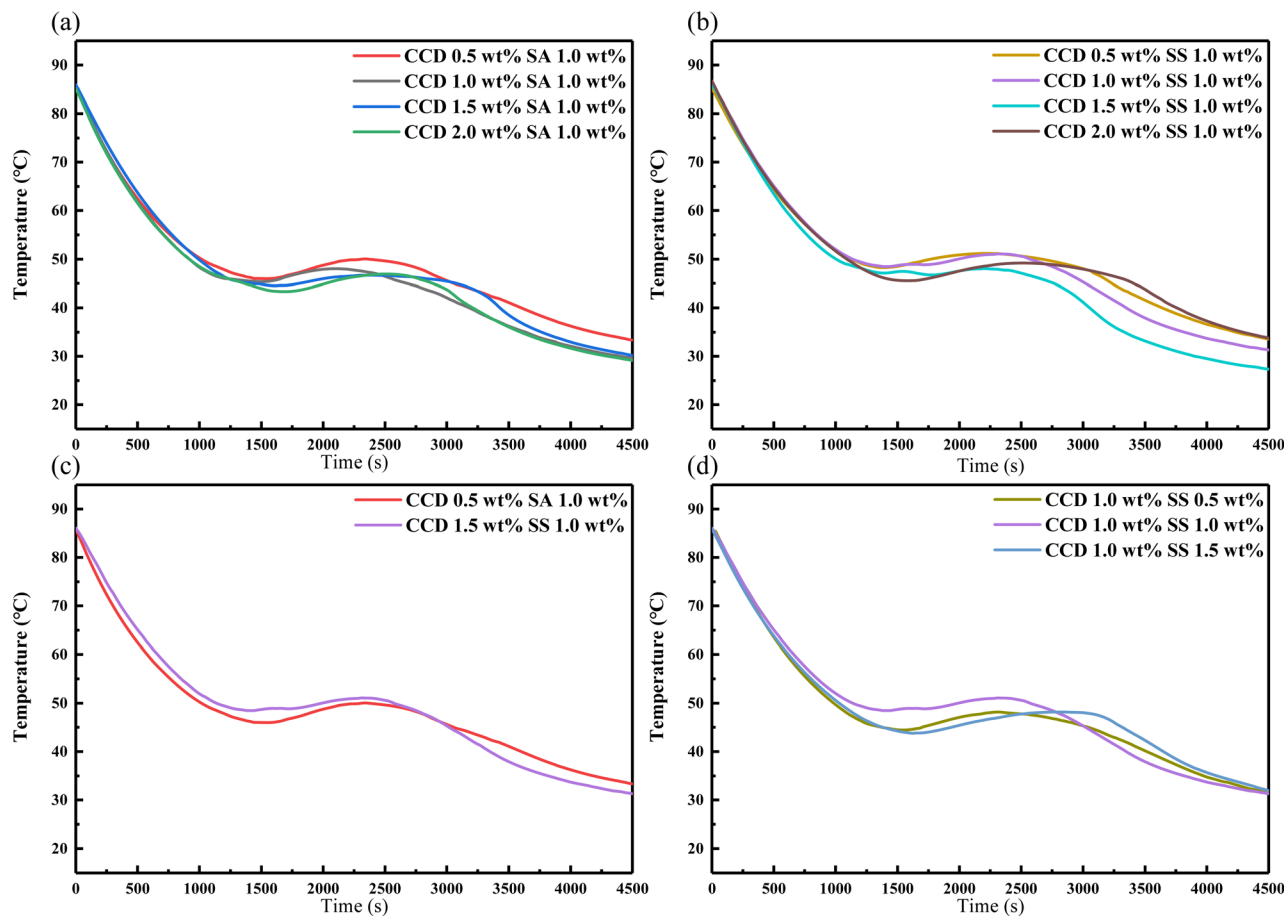 (a)
CCD 0.5 wt% SA 1.0 wt%
CCD 1.0 wt% SA 1.0 wt%
CCD 1.5 wt% SA 1.0 wt%
CCD 2.0 wt% SA 1.0 wt%
Temperature (℃)
90
80
70
60
50
40
30
20
0 500 1000 1500 2000 2500 3000 3500 4000 4500
Time (s)
(b)
CCD 0.5 wt% SS 1.0 wt%
CCD 1.0 wt% SS 1.0 wt%
CCD 1.5 wt% SS 1.0 wt%
CCD 2.0 wt% SS 1.0 wt%
Temperature (℃)
90
80
70
60
50
40
30
20
0 500 1000 1500 2000 2500 3000 3500 4000 4500
Time (s)
(c)
CCD 0.5 wt% SA 1.0 wt%
CCD 1.5 wt% SS 1.0 wt%
Temperature (℃)
90
80
70
60
50
40
30
20
0 500 1000 1500 2000 2500 3000 3500 4000 4500
Time (s)
(d)
CCD 1.0 wt% SS 0.5 wt%
CCD 1.0 wt% SS 1.0 wt%
CCD 1.0 wt% SS 1.5 wt%
Temperature (℃)
90
80
70
60
50
40
30
20
0 500 1000 1500 2000 2500 3000 3500 4000 4500
Time (s)